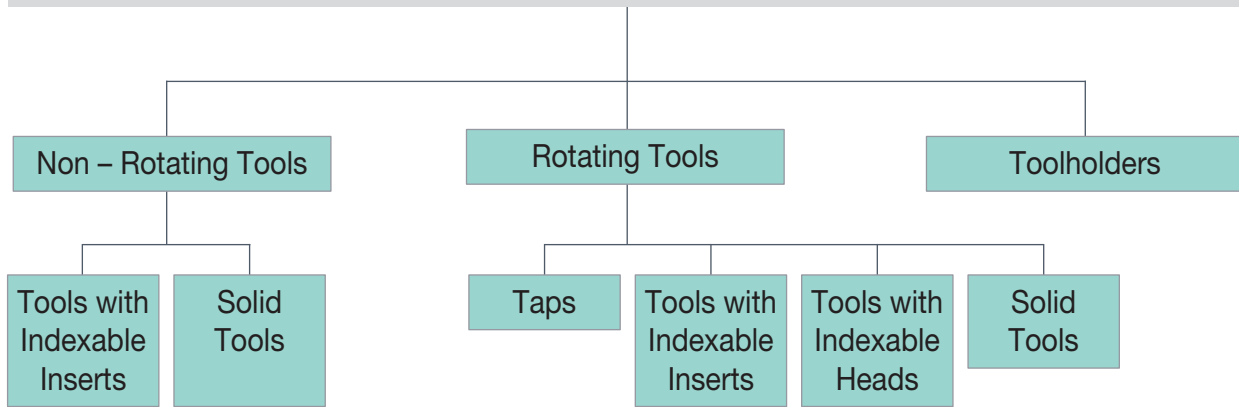 Non – Rotating Tools
Rotating Tools
Toolholders
Tools with
Indexable
Inserts
Solid
Tools
Taps
Tools with
Indexable
Inserts
Tools with
Indexable
Heads
Solid
Tools